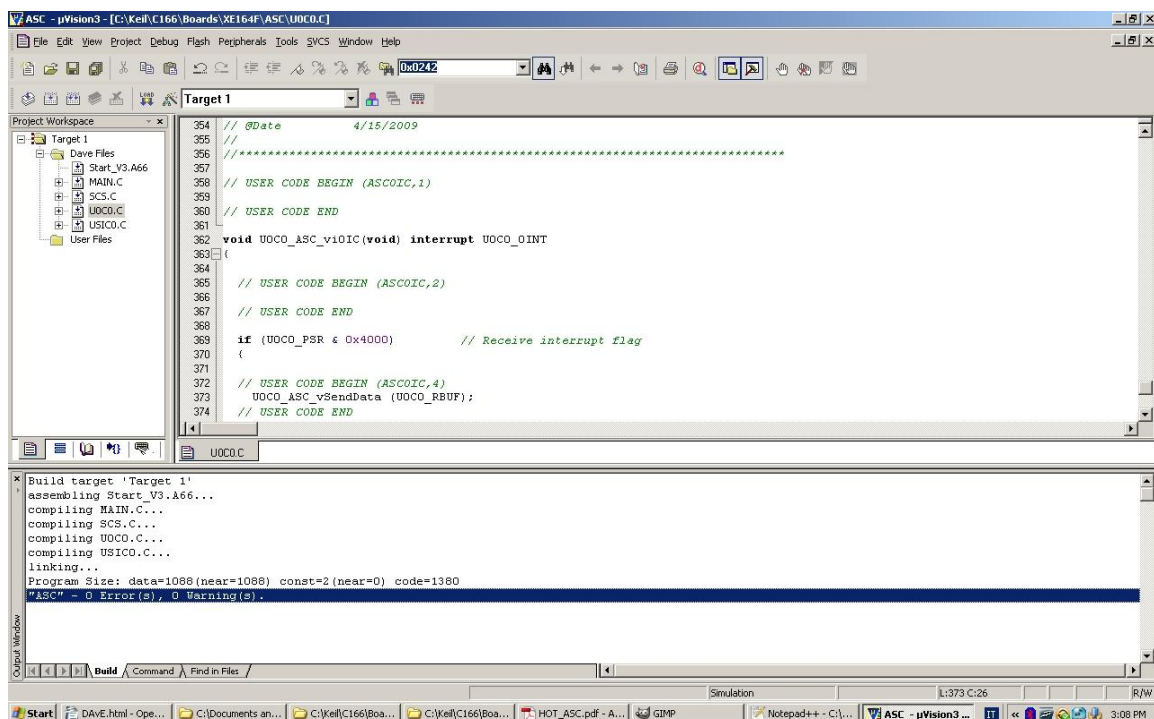 ASC - µVision3 - [C:\Keil\C166\Boards\XE164F\ASC\U0C0.C]
File Edit View Project Debug Flash Peripherals Tools SVCS Window Help
0x0242
LOAD
Target 1
Project Workspace
Target 1
Dave Files
Start_V3.A66
MAIN.C
SCS.C
U0C0.C
USIC0.C
User Files
354 // @Date 4/15/2009
355 //
356 //****************************************************************************
357
358 // USER CODE BEGIN (ASC0IC,1)
359
360 // USER CODE END
361
362 void U0C0_ASC_viOIC(void) interrupt U0C0_0INT
363 {
364
365 // USER CODE BEGIN (ASC0IC,2)
366
367 // USER CODE END
368
369 if (U0C0_PSR & 0x4000) // Receive interrupt flag
370 {
371
372 // USER CODE BEGIN (ASC0IC,4)
373 U0C0_ASC_vSendData (U0C0_RBUF);
374 // USER CODE END
U0C0.C
Build target 'Target 1'
assembling Start_V3.A66...
compiling MAIN.C...
compiling SCS.C...
compiling U0C0.C...
compiling USIC0.C...
linking...
Program Size: data=1088(near=1088) const=2(near=0) code=1380
"ASC" - 0 Error(s), 0 Warning(s).
Output Window
Build Command Find in Files
Simulation L:373 C:26 R/W
Start DAvE.html - Ope... C:\Documents an... C:\Keil\C166\Boa... C:\Keil\C166\Boa... HOT_ASC.pdf - A... GIMP Notepad++ - C:\... ASC - µVision3 ... IT « 3:08 PM